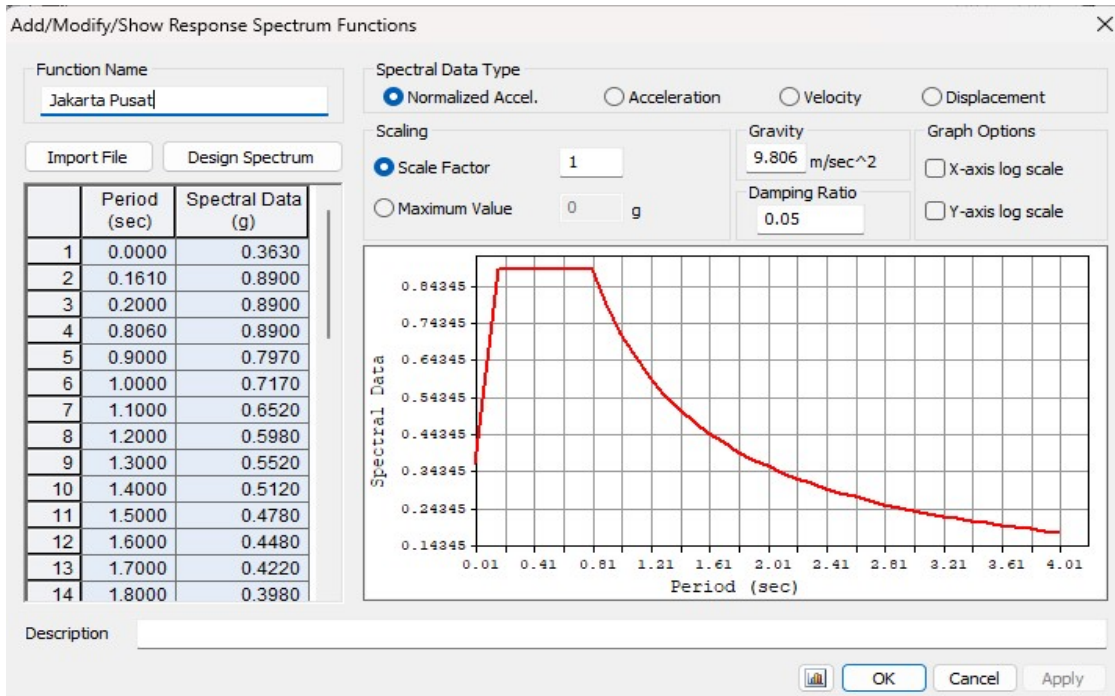 Add/Modify/Show Response Spectrum Functions
Function Name
Jakarta Pusat
Import File Design Spectrum
Spectral Data Type
Normalized Accel. Acceleration Velocity Displacement
Scaling
Scale Factor 1
Maximum Value 0 g
Gravity
9.806 m/sec^2
Damping Ratio
0.05
Graph Options
X-axis log scale
Y-axis log scale
Period (sec) Spectral Data (g)
1 0.0000 0.3630
2 0.1610 0.8900
3 0.2000 0.8900
4 0.8060 0.8900
5 0.9000 0.7970
6 1.0000 0.7170
7 1.1000 0.6520
8 1.2000 0.5980
9 1.3000 0.5520
10 1.4000 0.5120
11 1.5000 0.4780
12 1.6000 0.4480
13 1.7000 0.4220
14 1.8000 0.3980
Spectral Data
0.84345
0.74345
0.64345
0.54345
0.44345
0.34345
0.24345
0.14345
0.01 0.41 0.81 1.21 1.61 2.01 2.41 2.81 3.21 3.61 4.01
Period (sec)
Description
OK Cancel Apply